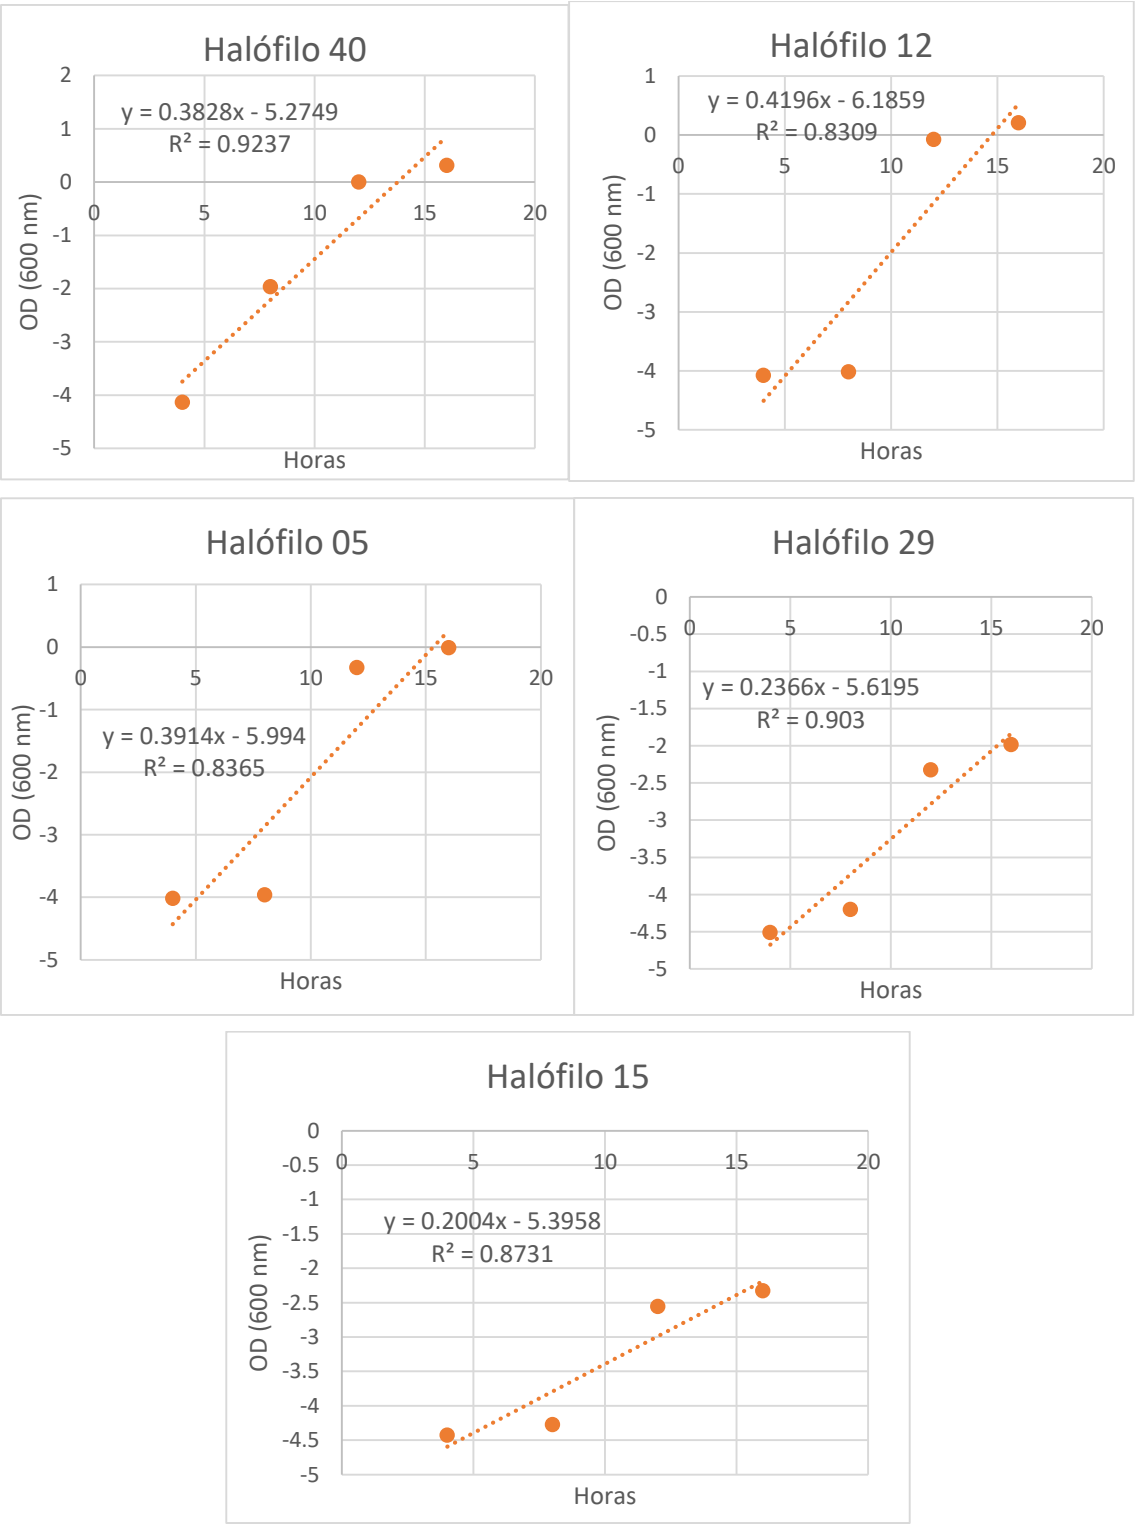 Halófilo 40
y = 0.3828x - 5.2749
R² = 0.9237
2
1
0
-1
-2
-3
-4
-5
0 5 10 15 20
OD (600 nm)
Horas
Halófilo 12
y = 0.4196x - 6.1859
R² = 0.8309
1
0
-1
-2
-3
-4
-5
0 5 10 15 20
OD (600 nm)
Horas
Halófilo 05
y = 0.3914x - 5.994
R² = 0.8365
1
0
-1
-2
-3
-4
-5
0 5 10 15 20
OD (600 nm)
Horas
Halófilo 29
y = 0.2366x - 5.6195
R² = 0.903
0
-0.5
-1
-1.5
-2
-2.5
-3
-3.5
-4
-4.5
-5
0 5 10 15 20
OD (600 nm)
Horas
Halófilo 15
y = 0.2004x - 5.3958
R² = 0.8731
0
-0.5
-1
-1.5
-2
-2.5
-3
-3.5
-4
-4.5
-5
0 5 10 15 20
OD (600 nm)
Horas